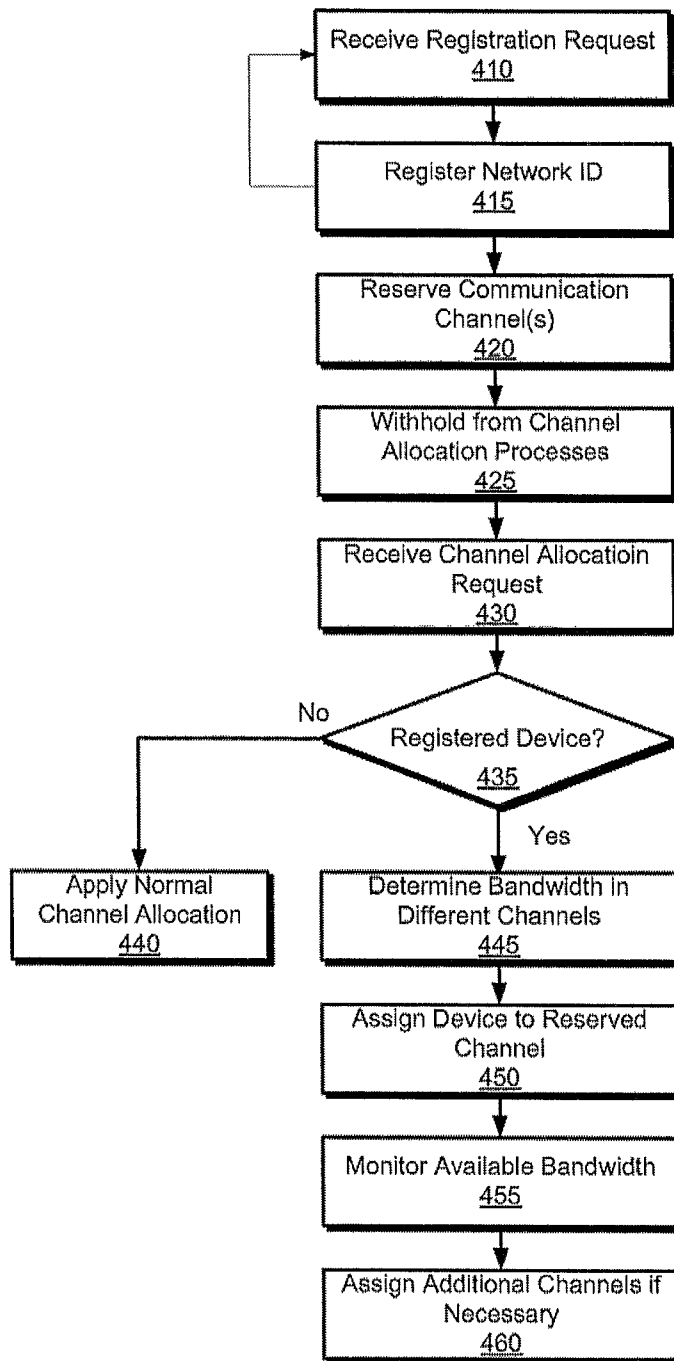 Receive Registration Request
410
Register Network ID
415
Reserve Communication
Channel(s)
420
Withhold from Channel
Allocation Processes
425
Receive Channel Allocatioin
Request
430
No
Registered Device?
435
Yes
Apply Normal
Channel Allocation
440
Determine Bandwidth in
Different Channels
445
Assign Device to Reserved
Channel
450
Monitor Available Bandwidth
455
Assign Additional Channels if
Necessary
460